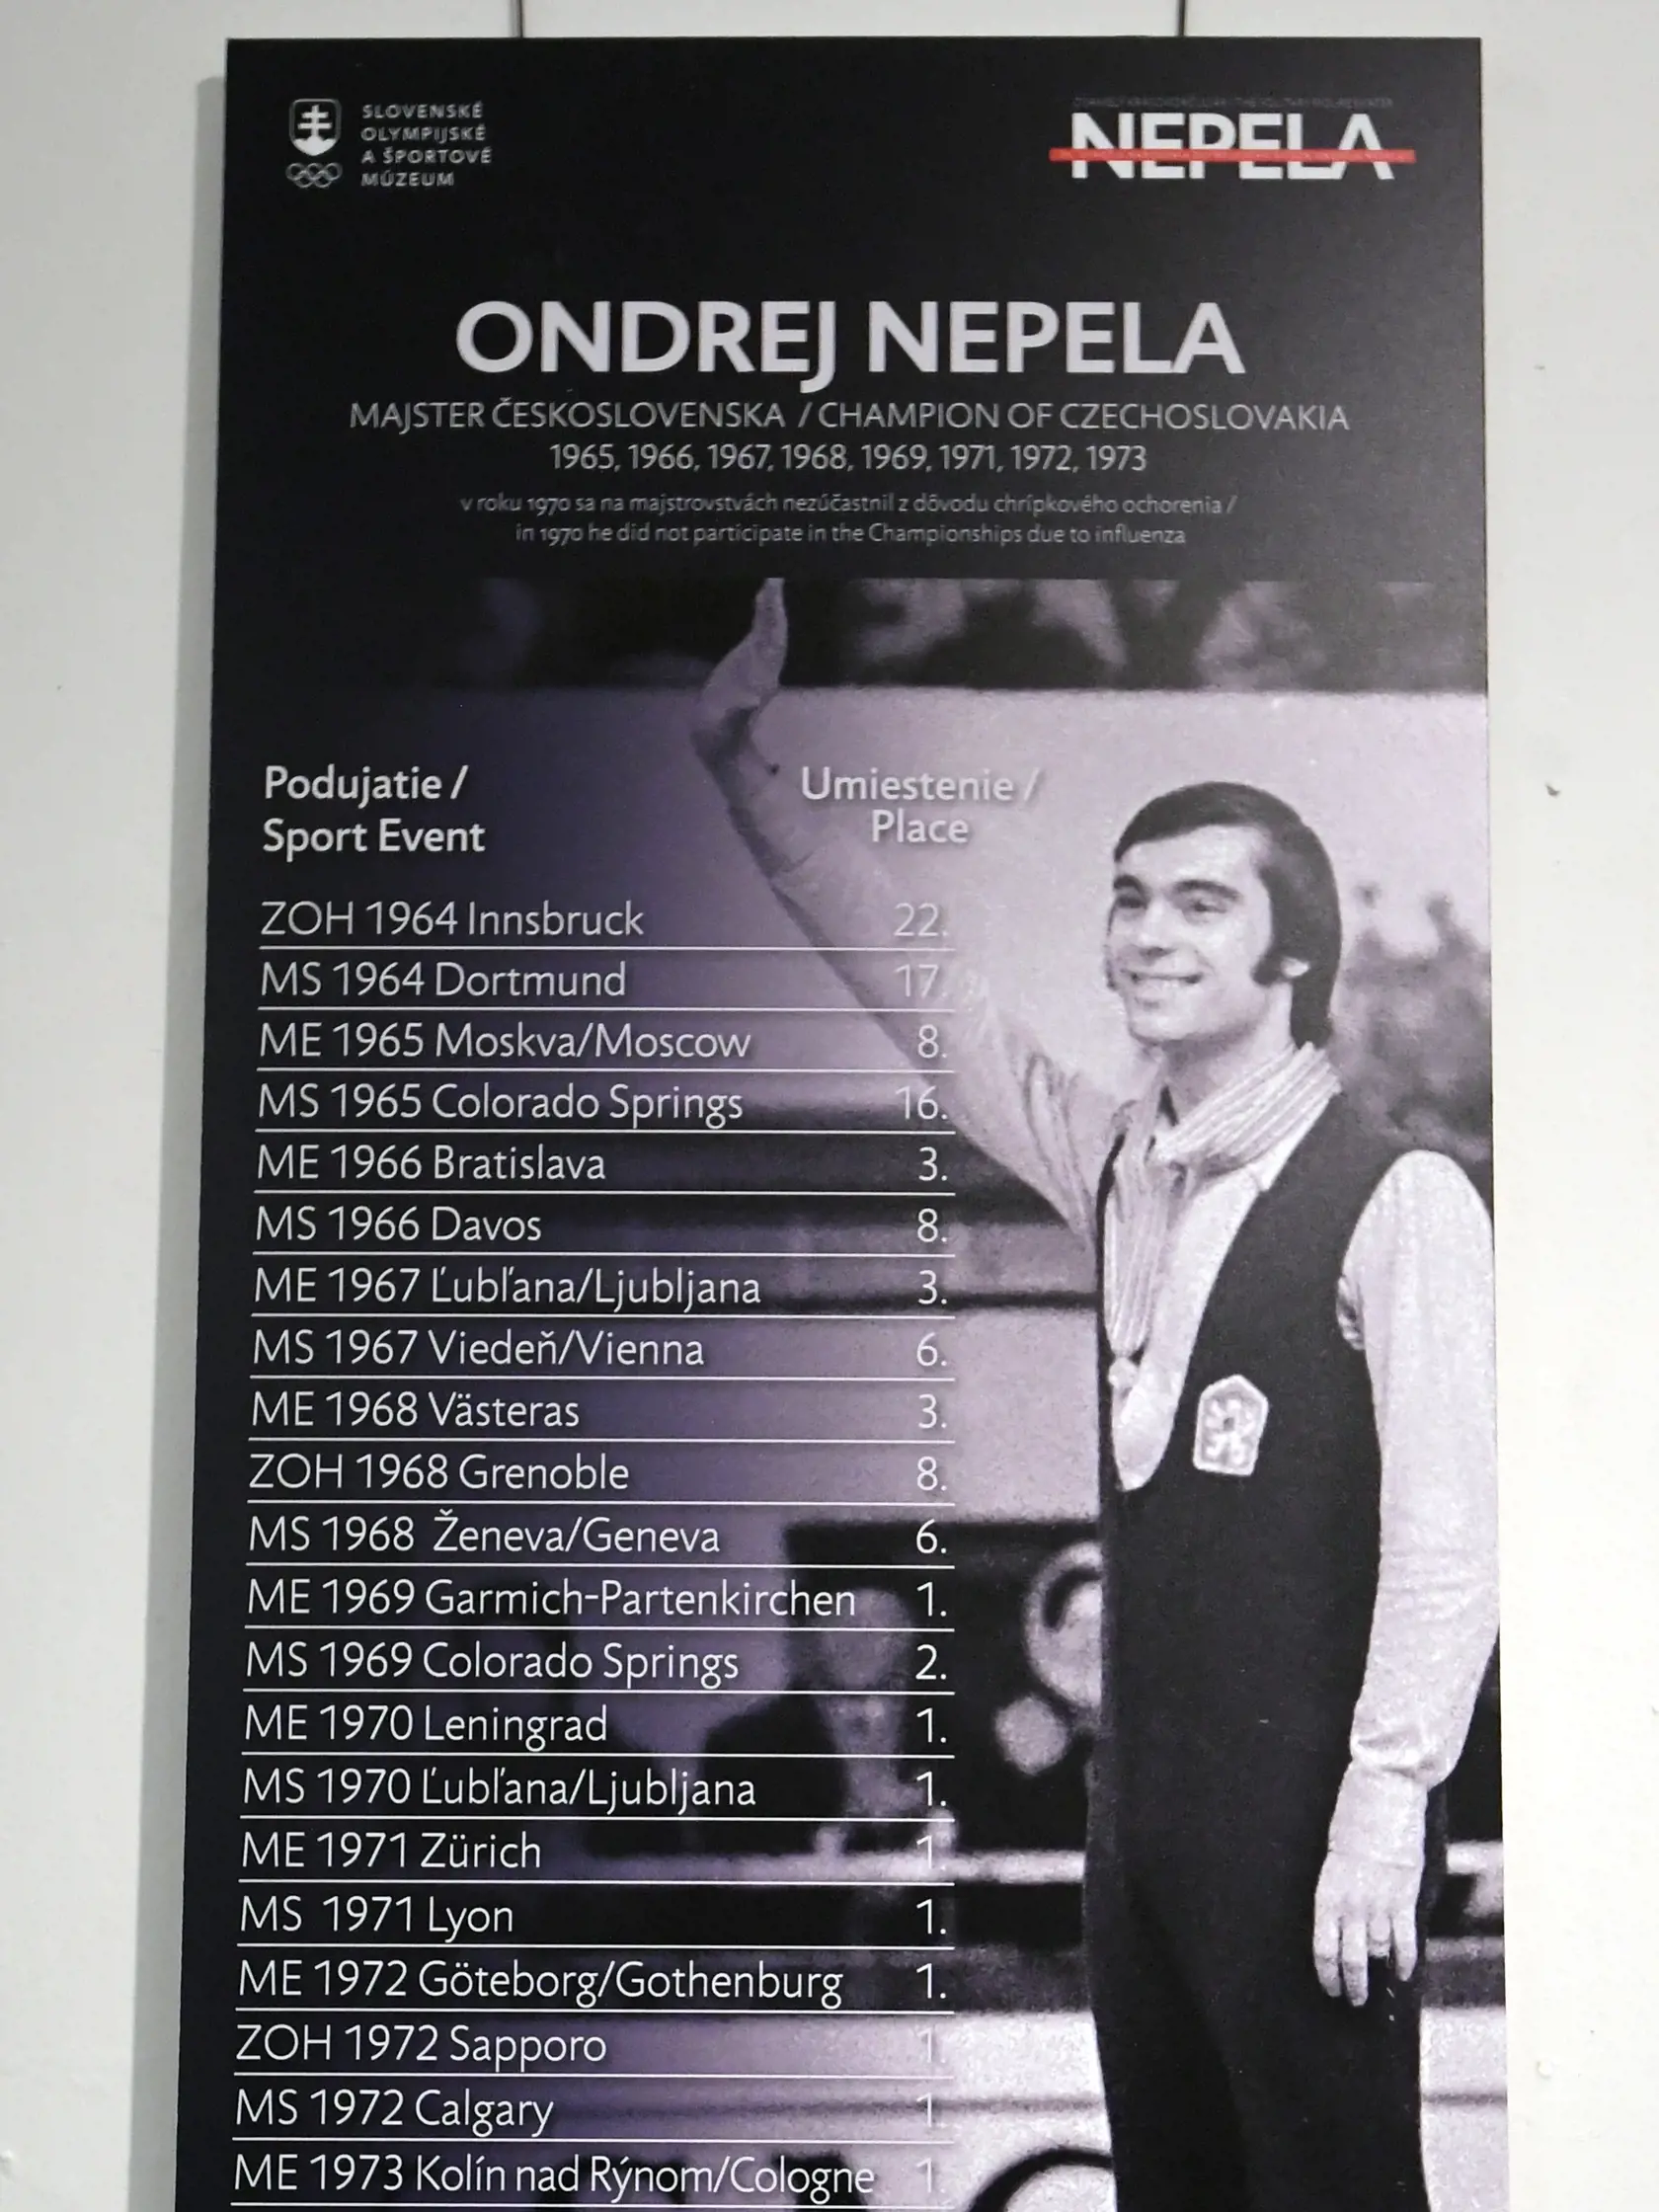 SLOVENSKÉ
OLYMPIJSKÉ
A ŠPORTOVÉ
MÚZEUM
NEPELA
ONDREJ NEPELA
MAJSTER ČESKOSLOVENSKA / CHAMPION OF CZECHOSLOVAKIA
1965, 1966, 1967, 1968, 1969, 1971, 1972, 1973
v roku 1970 sa na majstrovstvách nezúčastnil z dôvodu chrípkového ochorenia /
in 1970 he did not participate in the Championships due to influenza
Podujatie /
Sport Event
Umiestenie /
Place
ZOH 1964 Innsbruck 22.
MS 1964 Dortmund 17.
ME 1965 Moskva/Moscow 8.
MS 1965 Colorado Springs 16.
ME 1966 Bratislava 3.
MS 1966 Davos 8.
ME 1967 Ľubľana/Ljubljana 3.
MS 1967 Viedeň/Vienna 6.
ME 1968 Västeras 3.
ZOH 1968 Grenoble 8.
MS 1968 Ženeva/Geneva 6.
ME 1969 Garmich-Partenkirchen 1.
MS 1969 Colorado Springs 2.
ME 1970 Leningrad 1.
MS 1970 Ľubľana/Ljubljana 1.
ME 1971 Zürich 1.
MS 1971 Lyon 1.
ME 1972 Göteborg/Gothenburg 1.
ZOH 1972 Sapporo 1.
MS 1972 Calgary 1.
ME 1973 Kolín nad Rýnom/Cologne 1.